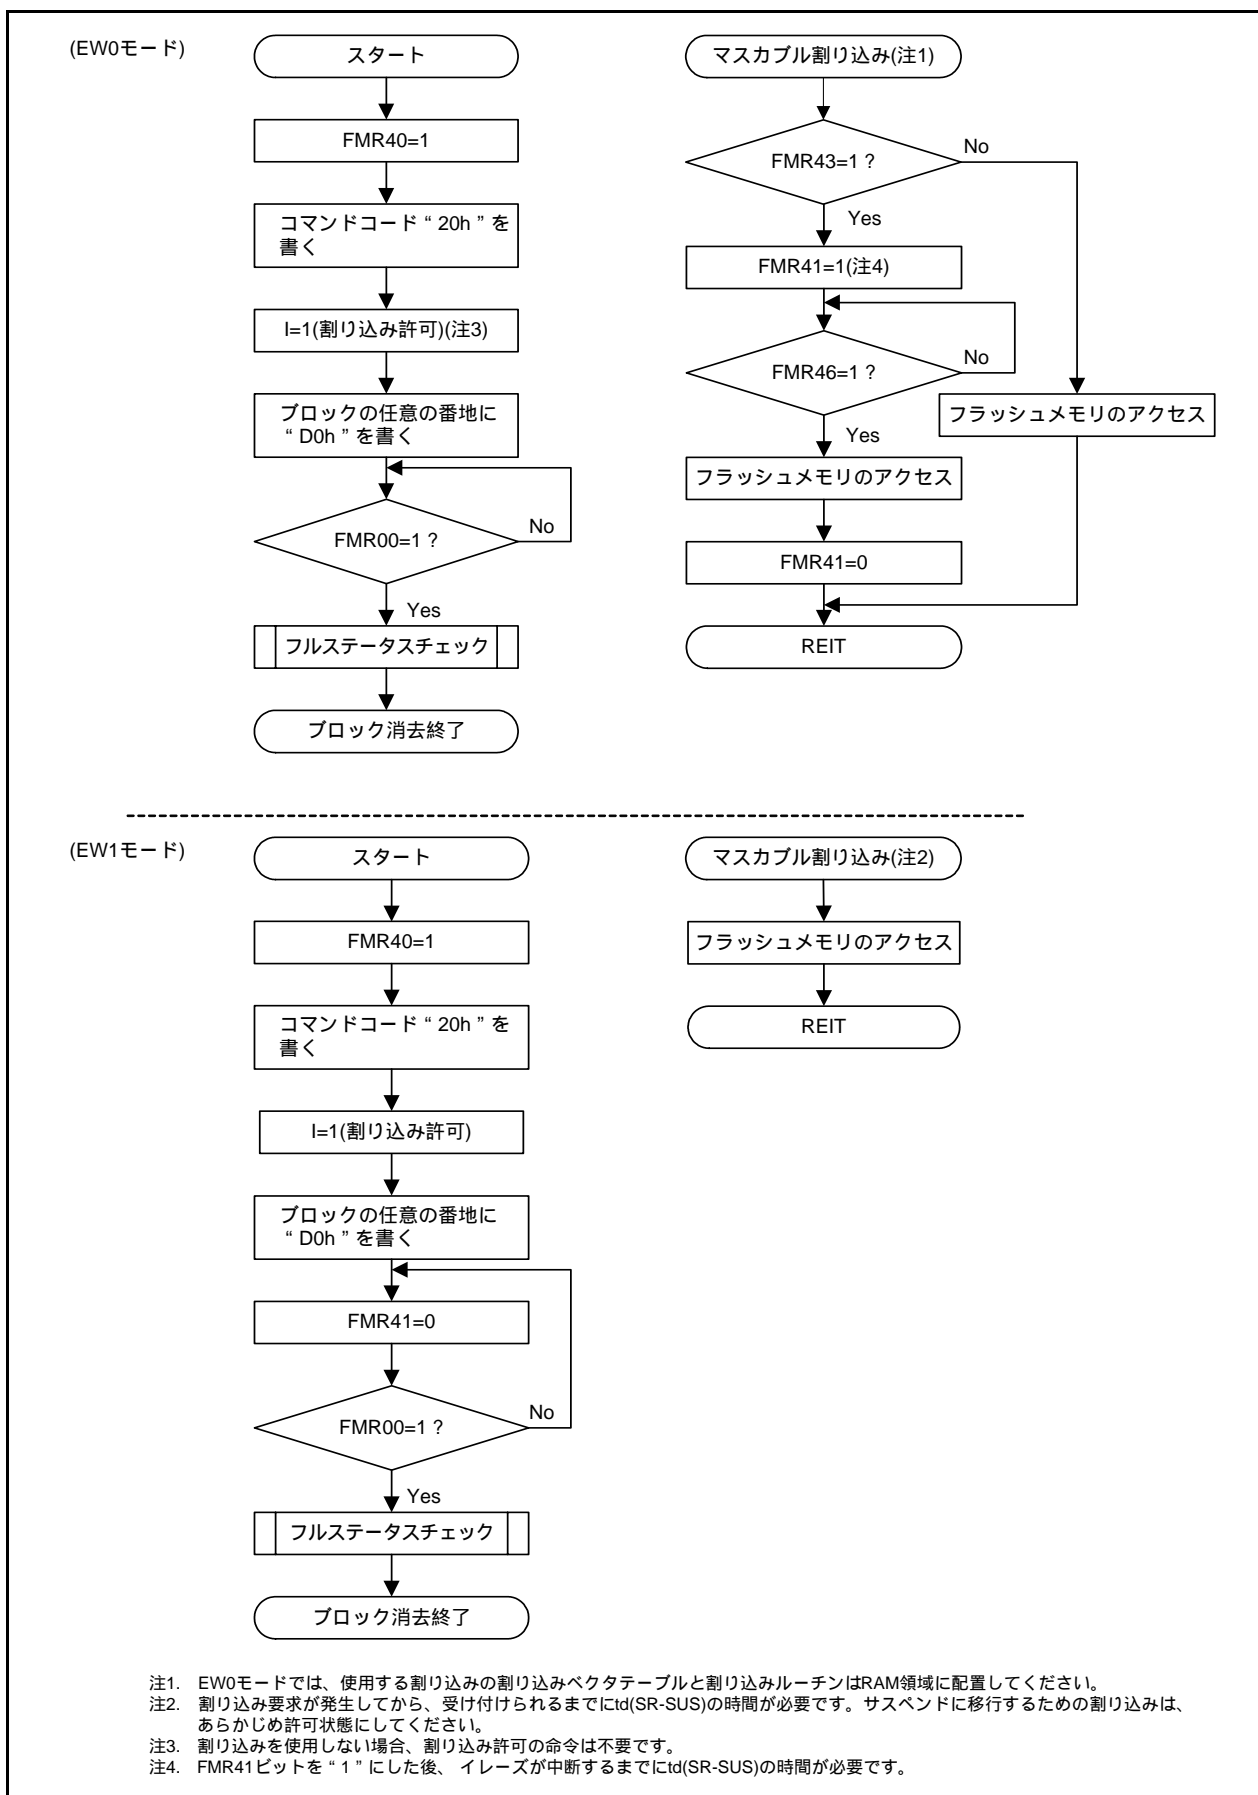 (EW0モード)
スタート
FMR40=1
コマンドコード“20h”を
書く
I=1(割り込み許可)(注3)
ブロックの任意の番地に
“D0h”を書く
FMR00=1 ?
No
Yes
フルステータスチェック
ブロック消去終了
マスカブル割り込み(注1)
FMR43=1 ?
No
Yes
FMR41=1(注4)
FMR46=1 ?
No
Yes
フラッシュメモリのアクセス
フラッシュメモリのアクセス
FMR41=0
REIT
(EW1モード)
スタート
FMR40=1
コマンドコード“20h”を
書く
I=1(割り込み許可)
ブロックの任意の番地に
“D0h”を書く
FMR41=0
FMR00=1 ?
No
Yes
フルステータスチェック
ブロック消去終了
マスカブル割り込み(注2)
フラッシュメモリのアクセス
REIT
注1. EW0モードでは、使用する割り込みの割り込みベクタテーブルと割り込みルーチンはRAM領域に配置してください。
注2. 割り込み要求が発生してから、受け付けられるまでにtd(SR-SUS)の時間が必要です。サスペンドに移行するための割り込みは、
あらかじめ許可状態にしてください。
注3. 割り込みを使用しない場合、割り込み許可の命令は不要です。
注4. FMR41ビットを“1”にした後、イレーズが中断するまでにtd(SR-SUS)の時間が必要です。